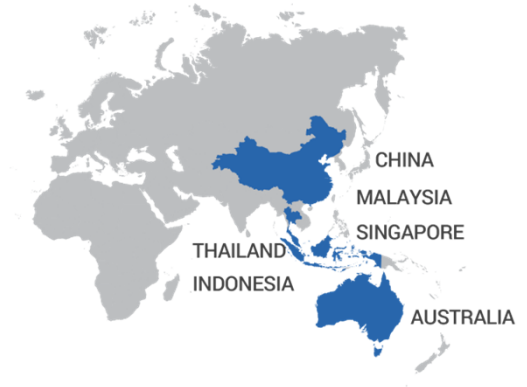 CHINA
MALAYSIA
SINGAPORE
THAILAND
INDONESIA
AUSTRALIA